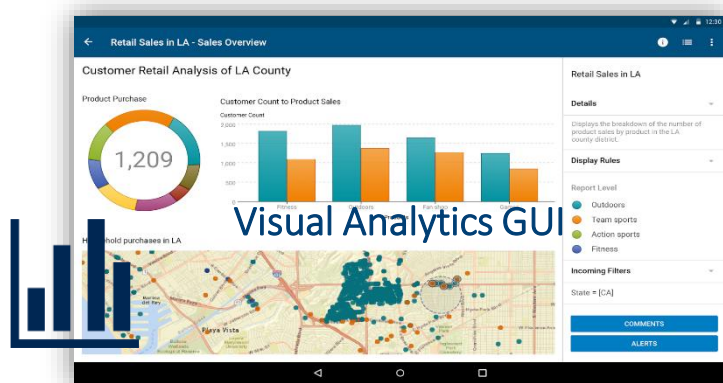 12:30
Retail Sales in LA - Sales Overview
Customer Retail Analysis of LA County
Product Purchase
1,209
Customer Count to Product Sales
Customer Count
2,000
1,500
1,000
500
Fitness
Outdoors
Fan shop
Visual Analytics GUI
Household purchases in LA
Playa Vista
Retail Sales in LA
Details
Displays the breakdown of the number of
product sales by product in the LA
county district.
Display Rules
Report Level
Outdoors
Team sports
Action sports
Fitness
Incoming Filters
State = [CA]
COMMENTS
ALERTS